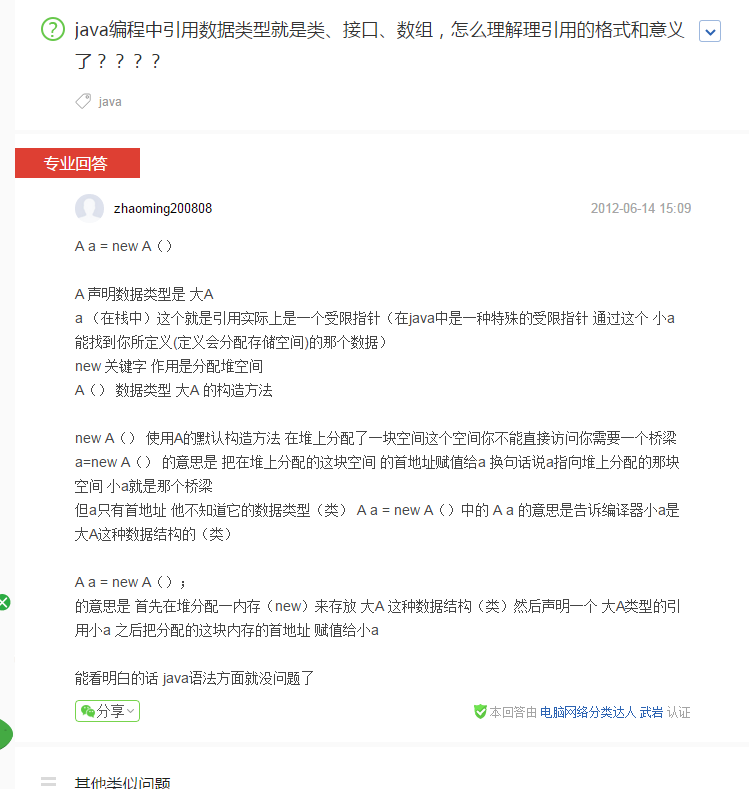 java编程中引用数据类型就是类、接口、数组，怎么理解理引用的格式和意义
了？？？？
java
专业回答
zhaoming200808
2012-06-14 15:09
A a = new A（）
A 声明数据类型是 大A
a （在栈中）这个就是引用实际上是一个受限指针（在java中是一种特殊的受限指针 通过这个 小a
能找到你所定义(定义会分配存储空间)的那个数据）
new 关键字 作用是分配堆空间
A（） 数据类型 大A 的构造方法
new A（） 使用A的默认构造方法 在堆上分配了一块空间这个空间你不能直接访问你需要一个桥梁
a=new A（） 的意思是 把在堆上分配的这块空间 的首地址赋值给a 换句话说a指向堆上分配的那块
空间 小a就是那个桥梁
但a只有首地址 他不知道它的数据类型（类） A a = new A（）中的 A a 的意思是告诉编译器小a是
大A这种数据结构的（类）
A a = new A（）；
的意思是 首先在堆分配一内存（new）来存放 大A 这种数据结构（类）然后声明一个 大A类型的引
用小a 之后把分配的这块内存的首地址 赋值给小a
能看明白的话 java语法方面就没问题了
分享
本回答由 电脑网络分类达人 武岩 认证
其他类似问题